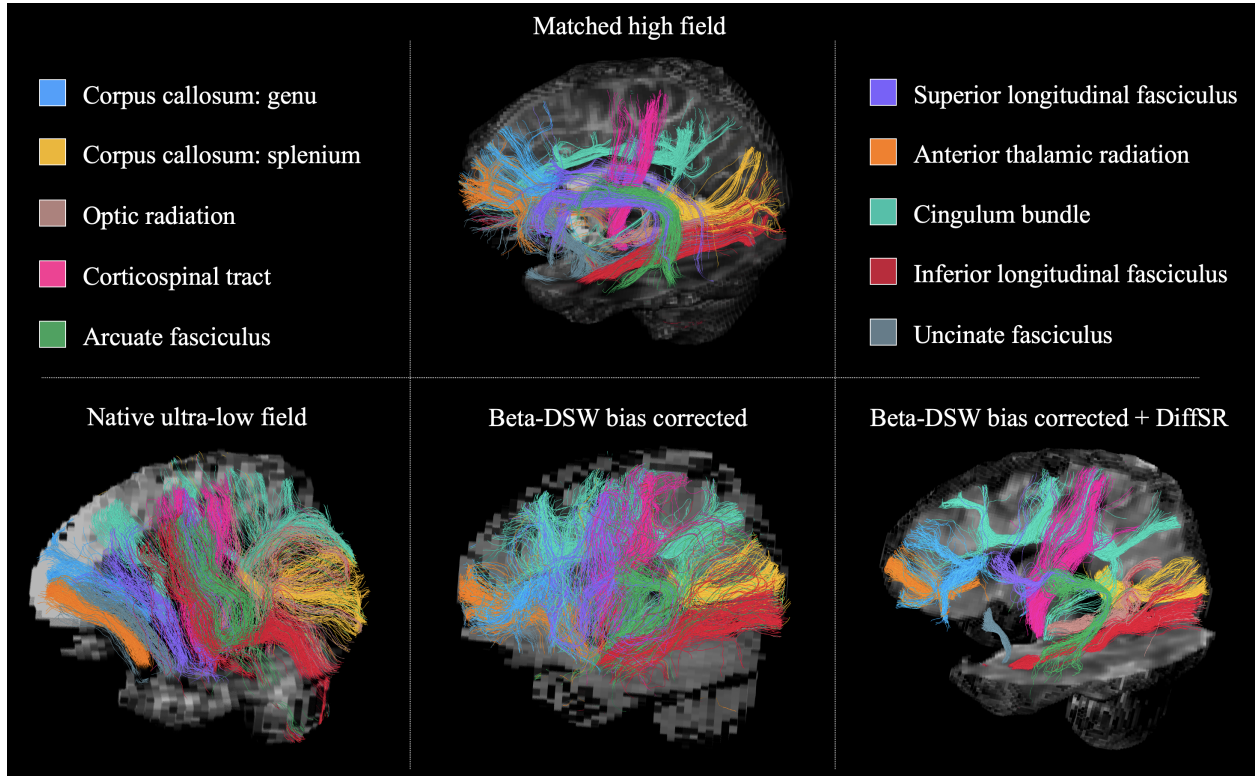 Matched high field
Corpus callosum: genu
Corpus callosum: splenium
Optic radiation
Corticospinal tract
Arcuate fasciculus
Superior longitudinal fasciculus
Anterior thalamic radiation
Cingulum bundle
Inferior longitudinal fasciculus
Uncinate fasciculus
Native ultra-low field
Beta-DSW bias corrected
Beta-DSW bias corrected + DiffSR